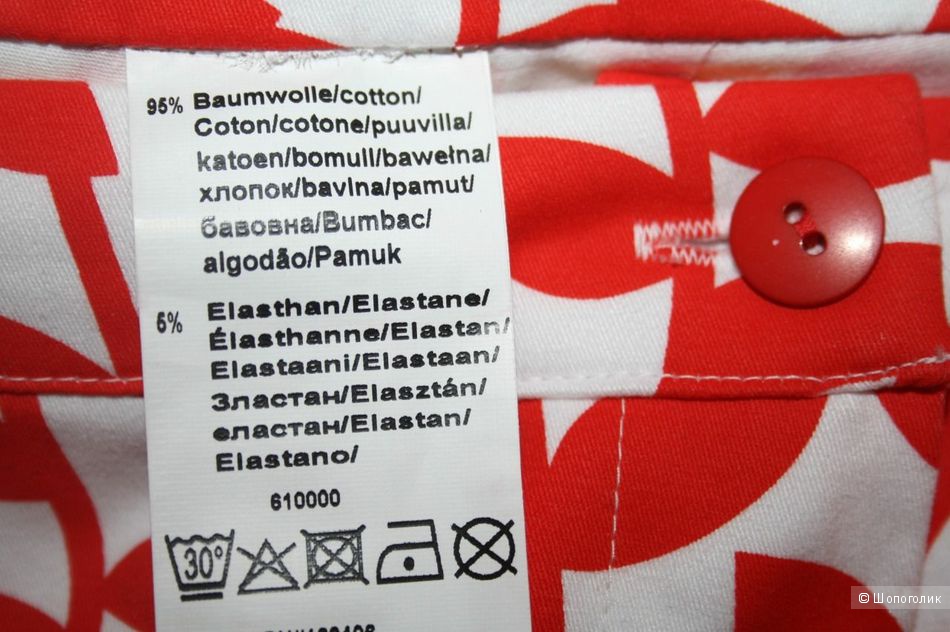 95% Baumwolle/cotton/
Coton/cotone/puuvilla/
katoen/bomull/bawełna/
хлопок/bavlna/pamut/
бавовна/Bumbac/
algodão/Pamuk
5% Elasthan/Elastane/
Élasthanne/Elastan/
Elastaani/Elastaan/
Эластан/Elasztán/
еластан/Elastan/
Elastano/
610000
30°
© Шопоголик